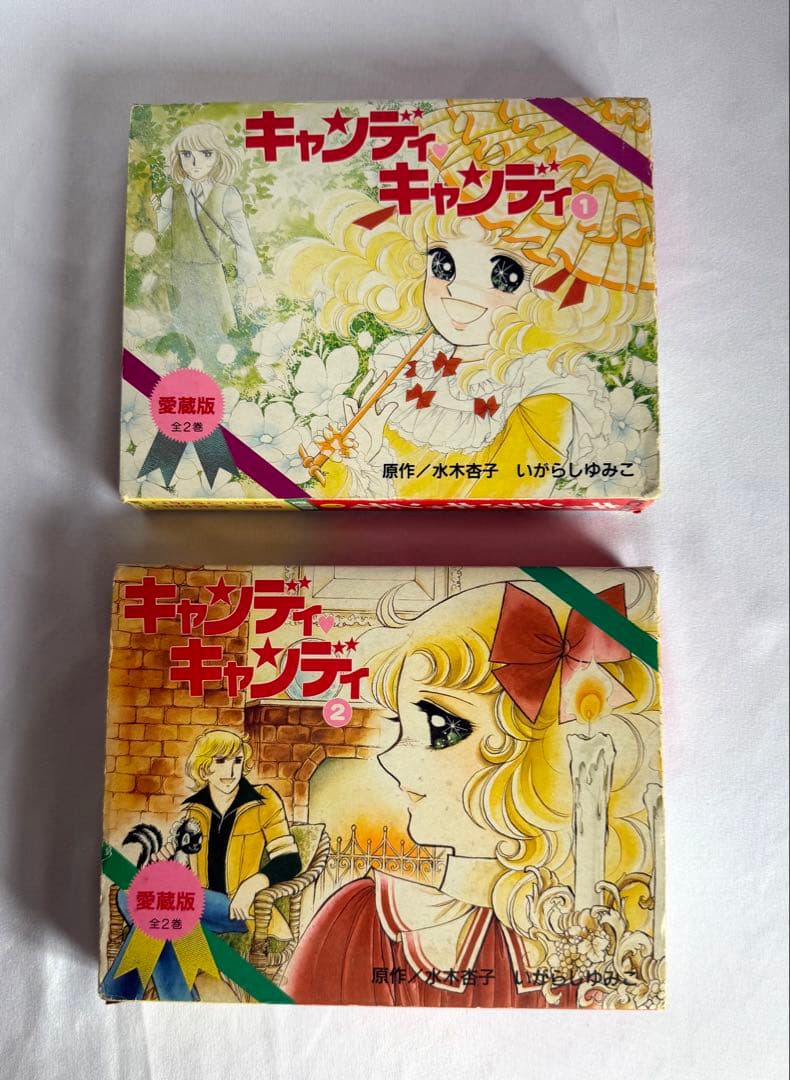 キャンディ♥
キャンディ
1
愛蔵版
全2巻
原作／水木杏子 いがらしゆみこ
キャンディ♥
キャンディ
2
愛蔵版
全2巻
原作／水木杏子 いがらしゆみこ